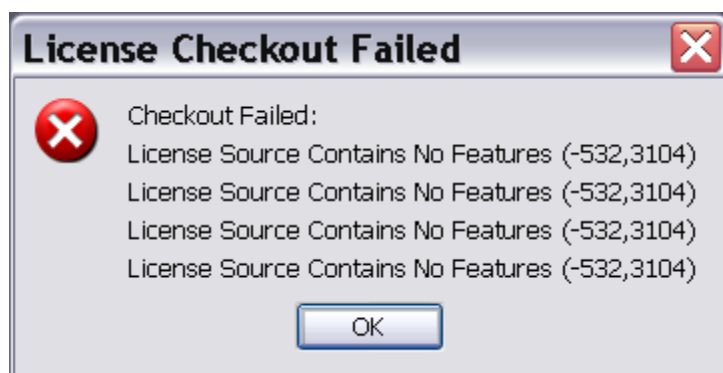 License Checkout Failed
Checkout Failed:
License Source Contains No Features (-532,3104)
License Source Contains No Features (-532,3104)
License Source Contains No Features (-532,3104)
License Source Contains No Features (-532,3104)
OK